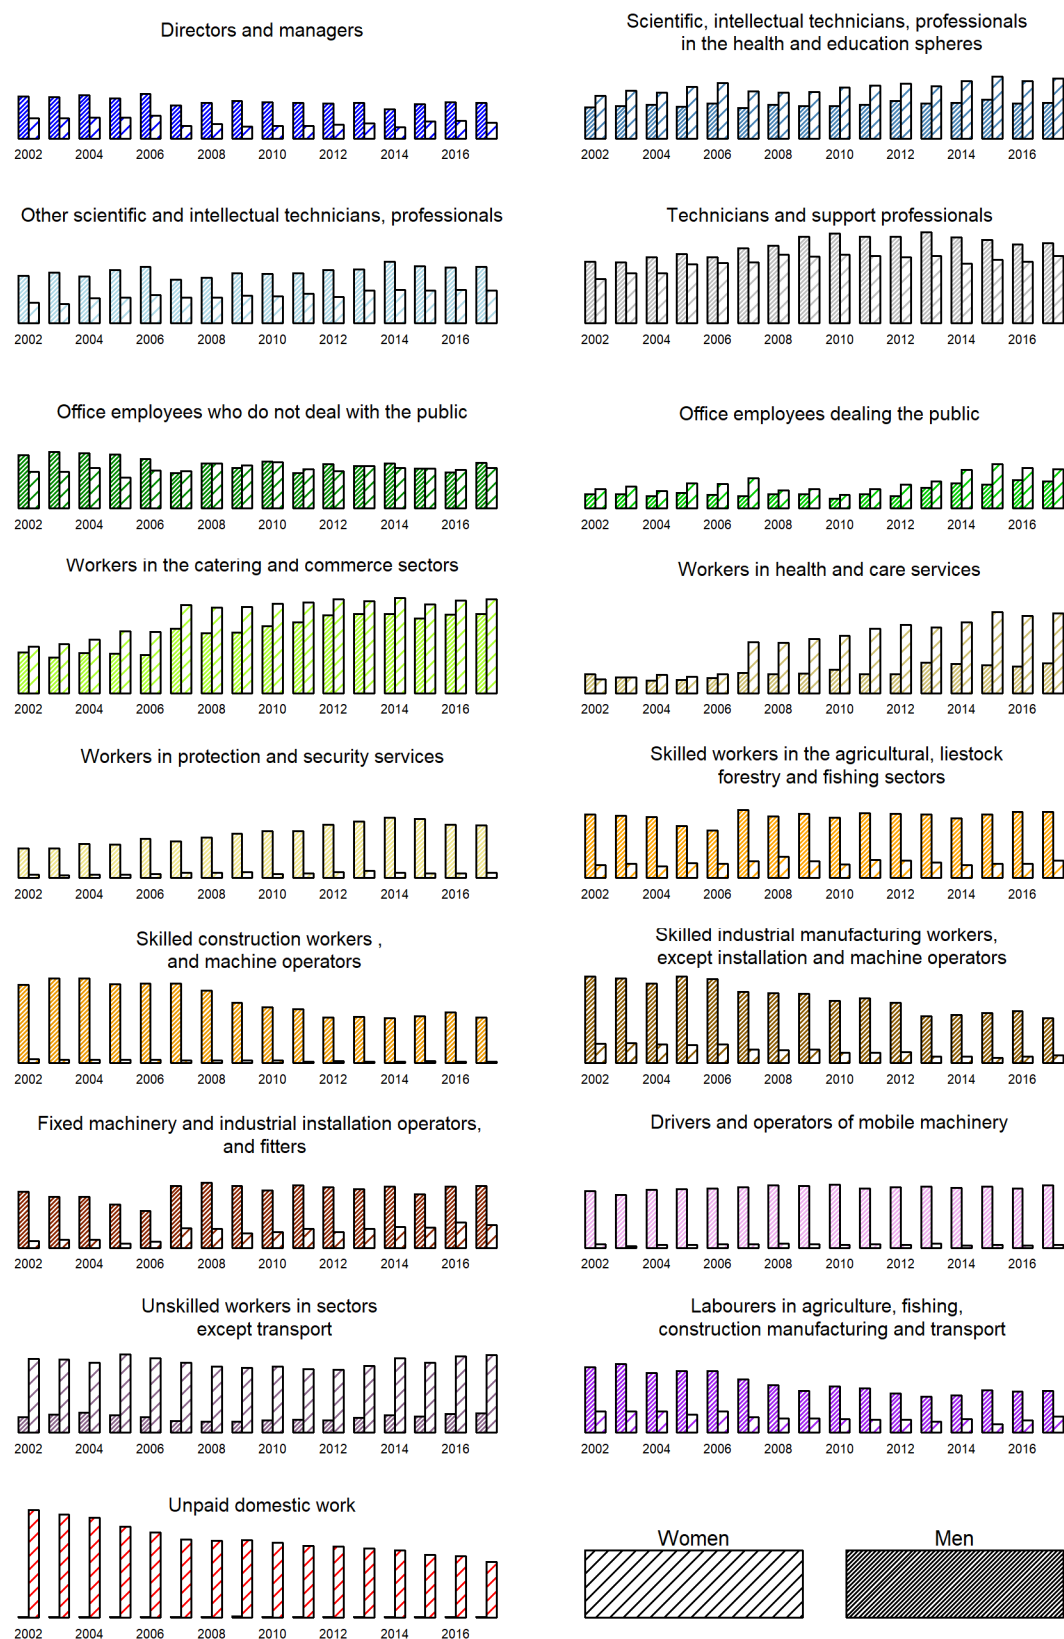 Directors and managers
Scientific, intellectual technicians, professionals
in the health and education spheres
2002 2004 2006 2008 2010 2012 2014 2016
2002 2004 2006 2008 2010 2012 2014 2016
Other scientific and intellectual technicians, professionals
Technicians and support professionals
2002 2004 2006 2008 2010 2012 2014 2016
2002 2004 2006 2008 2010 2012 2014 2016
Office employees who do not deal with the public
Office employees dealing the public
2002 2004 2006 2008 2010 2012 2014 2016
2002 2004 2006 2008 2010 2012 2014 2016
Workers in the catering and commerce sectors
Workers in health and care services
2002 2004 2006 2008 2010 2012 2014 2016
2002 2004 2006 2008 2010 2012 2014 2016
Workers in protection and security services
Skilled workers in the agricultural, liestock
forestry and fishing sectors
2002 2004 2006 2008 2010 2012 2014 2016
2002 2004 2006 2008 2010 2012 2014 2016
Skilled construction workers ,
and machine operators
Skilled industrial manufacturing workers,
except installation and machine operators
2002 2004 2006 2008 2010 2012 2014 2016
2002 2004 2006 2008 2010 2012 2014 2016
Fixed machinery and industrial installation operators,
and fitters
Drivers and operators of mobile machinery
2002 2004 2006 2008 2010 2012 2014 2016
2002 2004 2006 2008 2010 2012 2014 2016
Unskilled workers in sectors
except transport
Labourers in agriculture, fishing,
construction manufacturing and transport
2002 2004 2006 2008 2010 2012 2014 2016
2002 2004 2006 2008 2010 2012 2014 2016
Unpaid domestic work
Women
Men
2002 2004 2006 2008 2010 2012 2014 2016